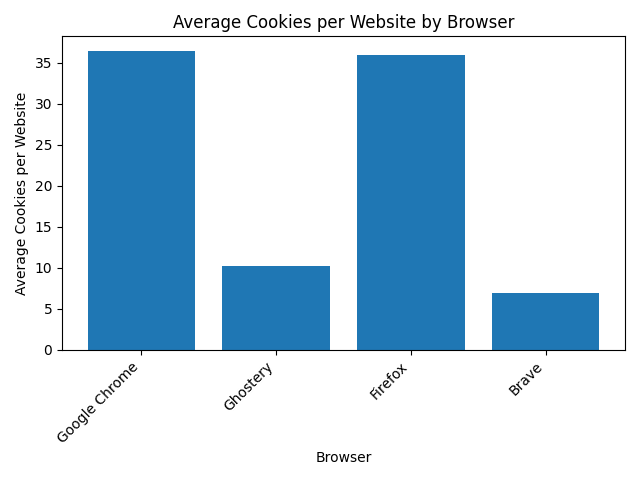 Average Cookies per Website by Browser
Average Cookies per Website
35
30
25
20
15
10
5
0
Google Chrome
Ghostery
Firefox
Brave
Browser